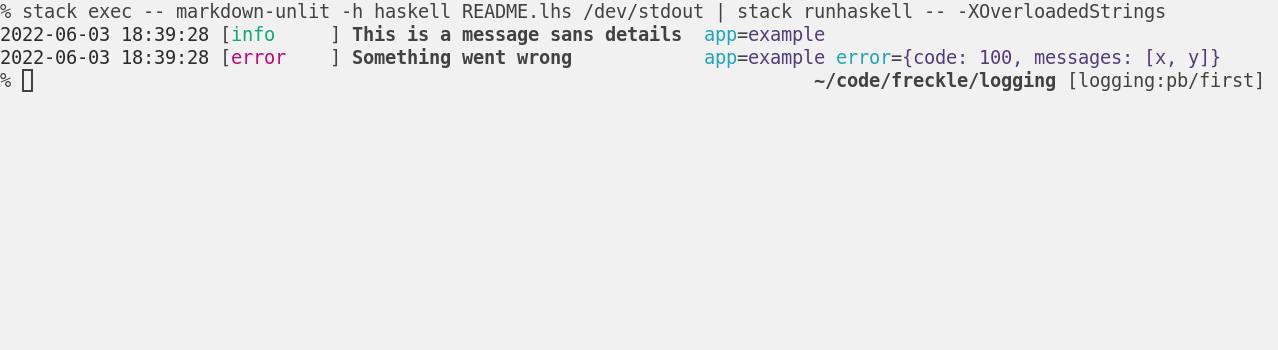 % stack exec -- markdown-unlit -h haskell README.lhs /dev/stdout | stack runhaskell -- -XOverloadedStrings
2022-06-03 18:39:28 [info     ] This is a message sans details  app=example
2022-06-03 18:39:28 [error    ] Something went wrong            app=example error={code: 100, messages: [x, y]}
% ~/code/freckle/logging [logging:pb/first]